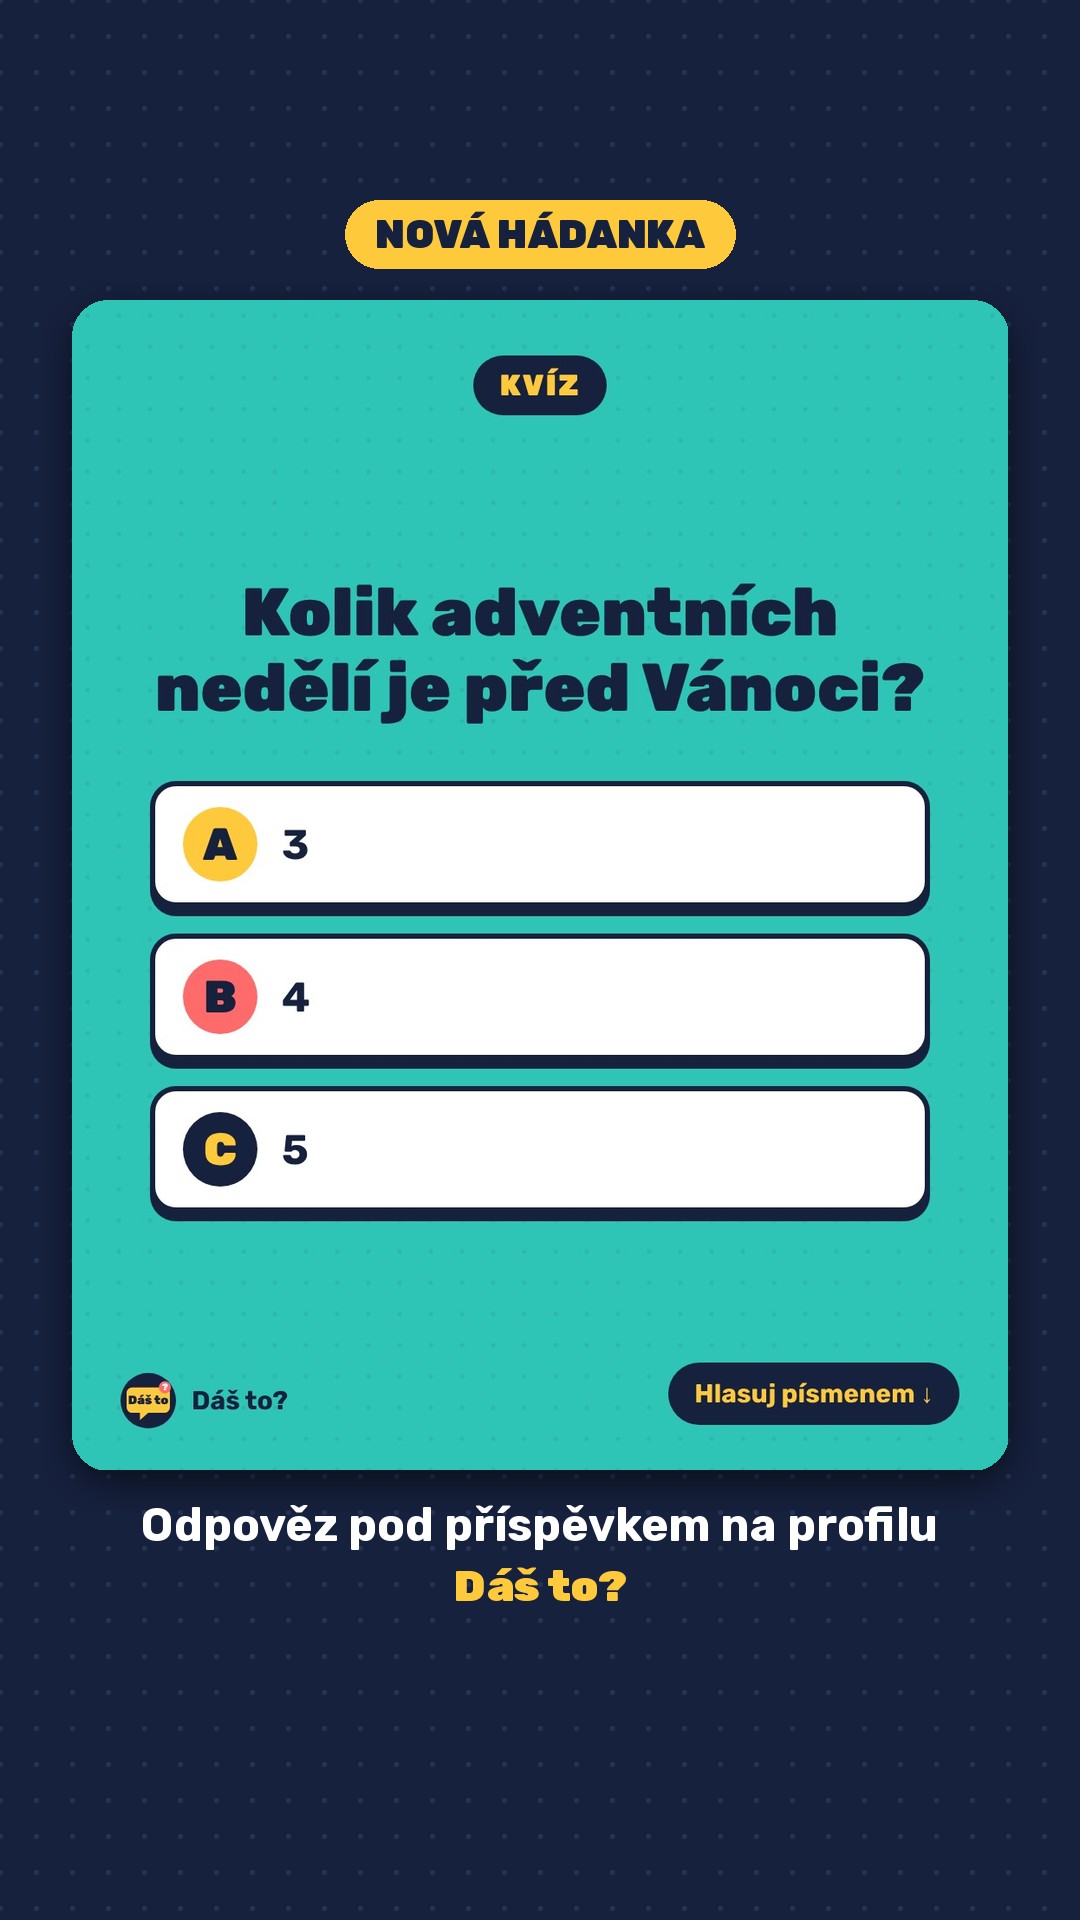 NOVÁ HÁDANKA
KVÍZ
Kolik adventních
nedělí je před Vánoci?
A 3
B 4
C 5
Dáš to ?
Dáš to?
Hlasuj písmenem ↓
Odpověz pod příspěvkem na profilu
Dáš to?